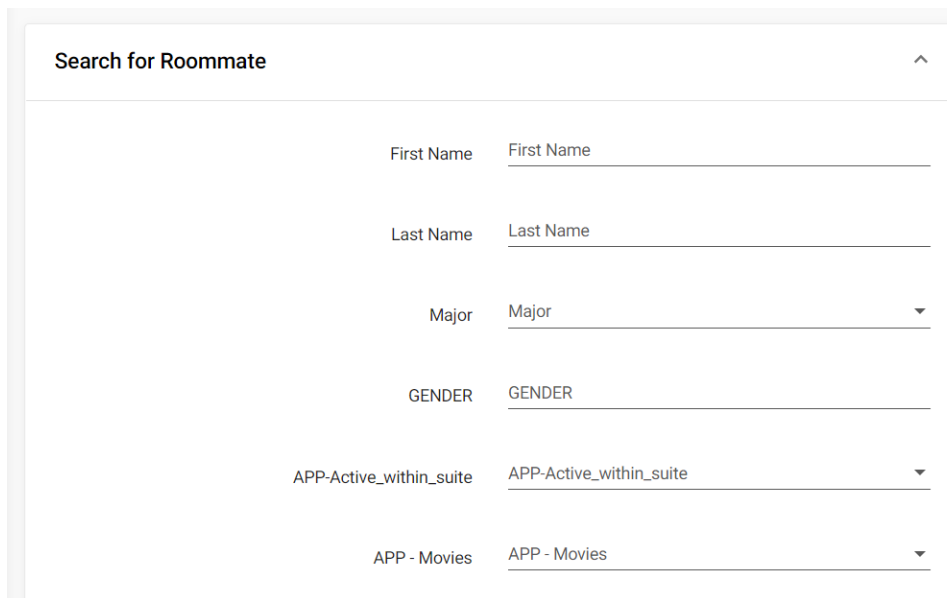 Search for Roommate
First Name First Name
Last Name Last Name
Major Major
GENDER GENDER
APP-Active_within_suite APP-Active_within_suite
APP - Movies APP - Movies